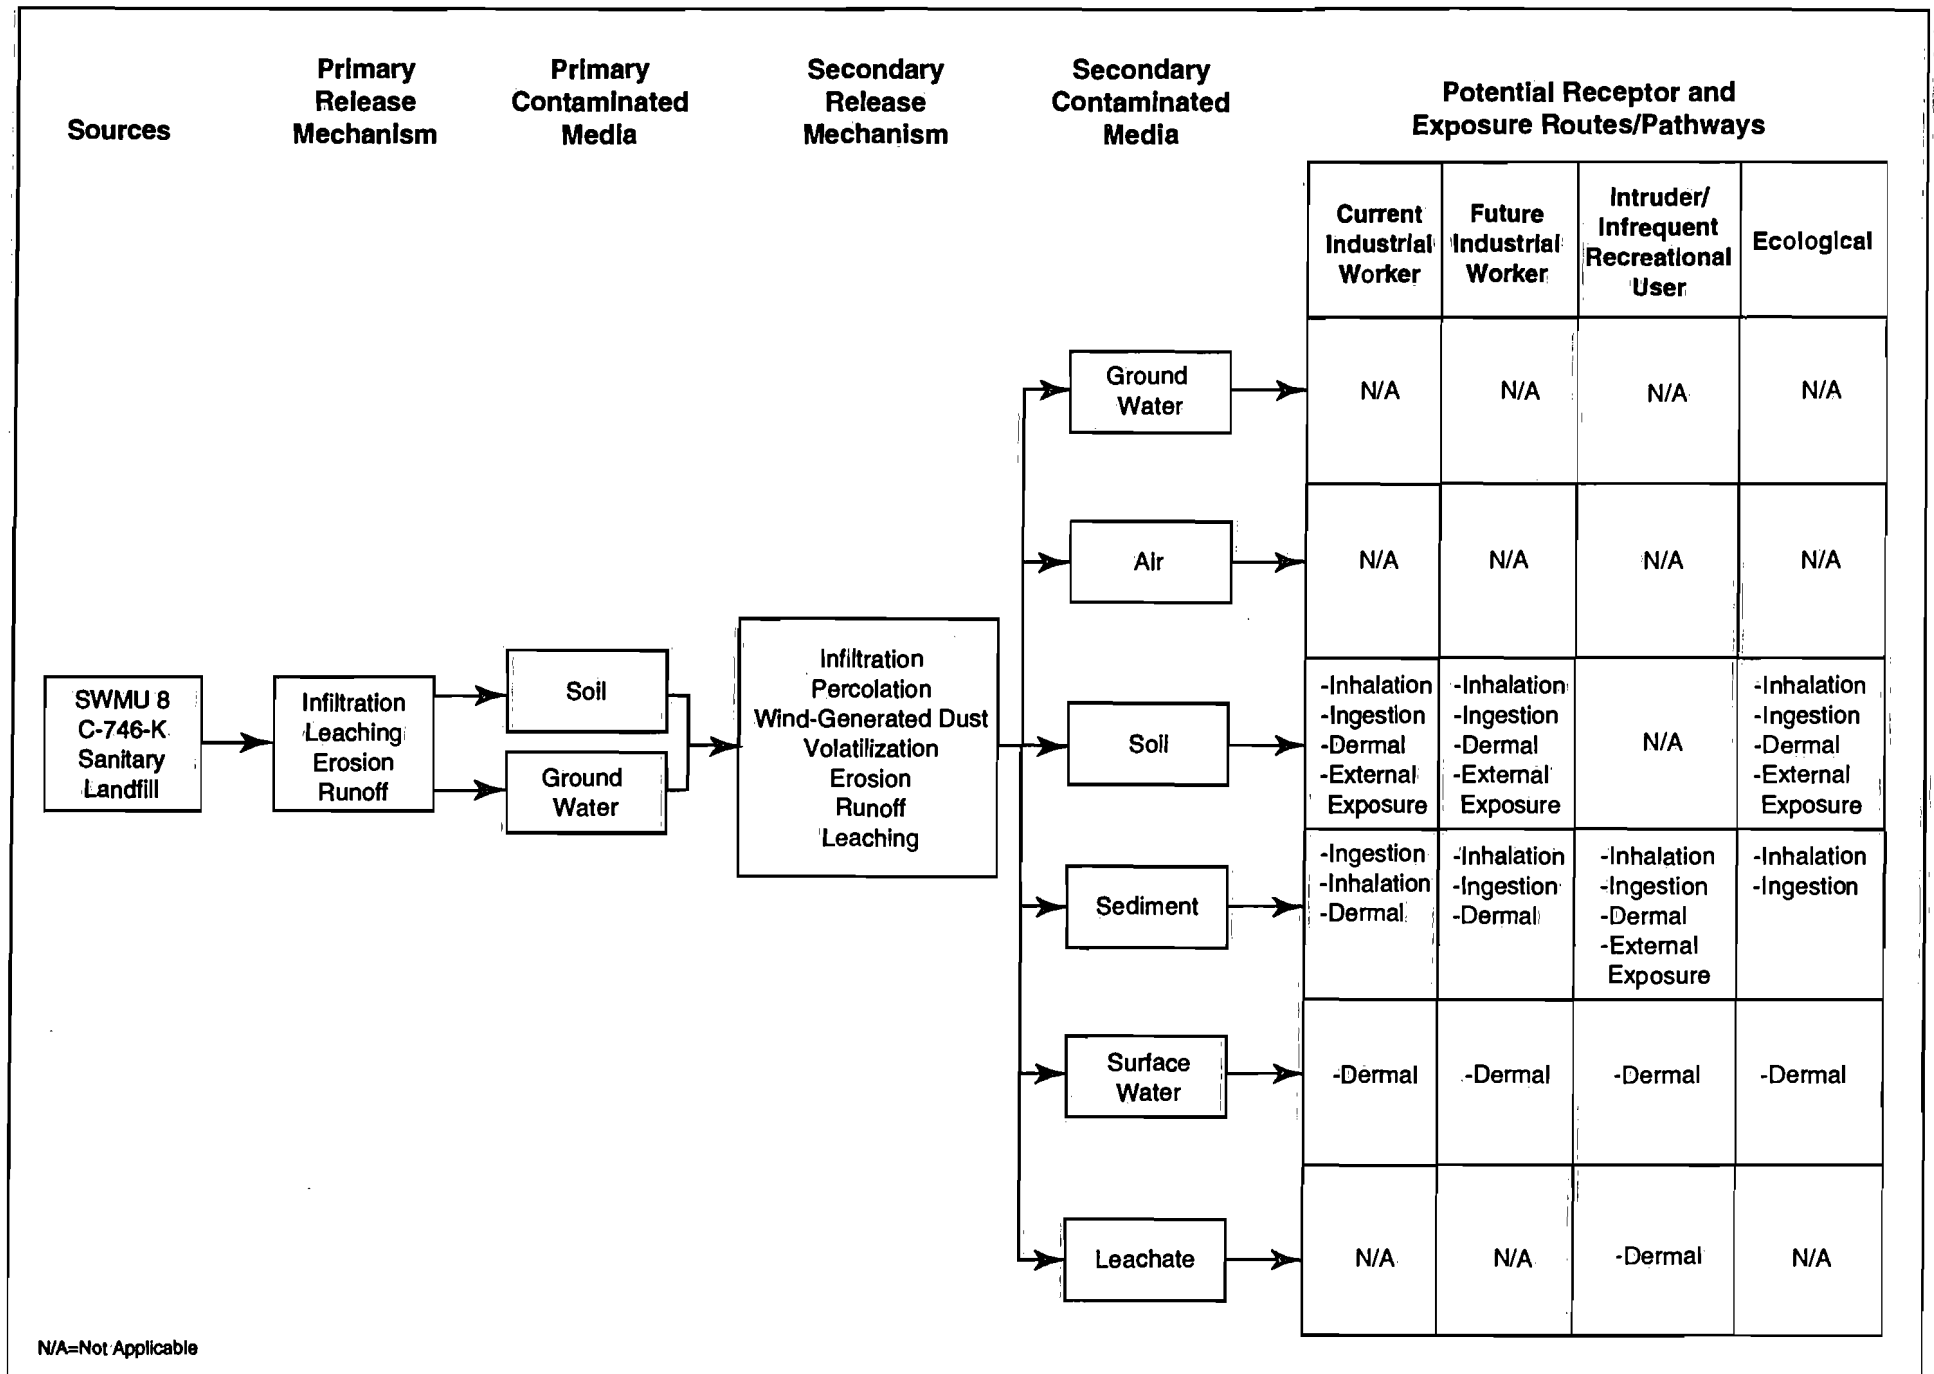 Sources
Primary
Release
Mechanism
Primary
Contaminated
Media
Secondary
Release
Mechanism
Secondary
Contaminated
Media
Potential Receptor and
Exposure Routes/Pathways
Current
Industrial
Worker
Future
Industrial
Worker
Intruder/
Infrequent
Recreational
User
Ecological
SWMU 8
C-746-K
Sanitary
Landfill
Infiltration
Leaching
Erosion
Runoff
Soil
Ground
Water
Infiltration
Percolation
Wind-Generated Dust
Volatilization
Erosion
Runoff
Leaching
Ground
Water
N/A
N/A
N/A
N/A
Air
N/A
N/A
N/A
N/A
Soil
-Inhalation
-Ingestion
-Dermal
-External
Exposure
-Inhalation
-Ingestion
-Dermal
-External
Exposure
N/A
-Inhalation
-Ingestion
-Dermal
-External
Exposure
Sediment
-Ingestion
-Inhalation
-Dermal
-Inhalation
-Ingestion
-Dermal
-Inhalation
-Ingestion
-Dermal
-External
Exposure
-Inhalation
-Ingestion
Surface
Water
-Dermal
-Dermal
-Dermal
-Dermal
Leachate
N/A
N/A
-Dermal
N/A
N/A=Not Applicable